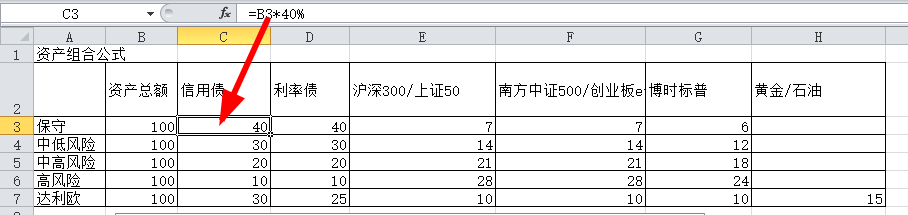 C3 fx =B3*40%
A B C D E F G H
1 资产组合公式
2 资产总额 信用债 利率债 沪深300/上证50 南方中证500/创业板e 博时标普 黄金/石油
3 保守 100 40 40 7 7 6
4 中低风险 100 30 30 14 14 12
5 中高风险 100 20 20 21 21 18
6 高风险 100 10 10 28 28 24
7 达利欧 100 30 25 10 10 10 15